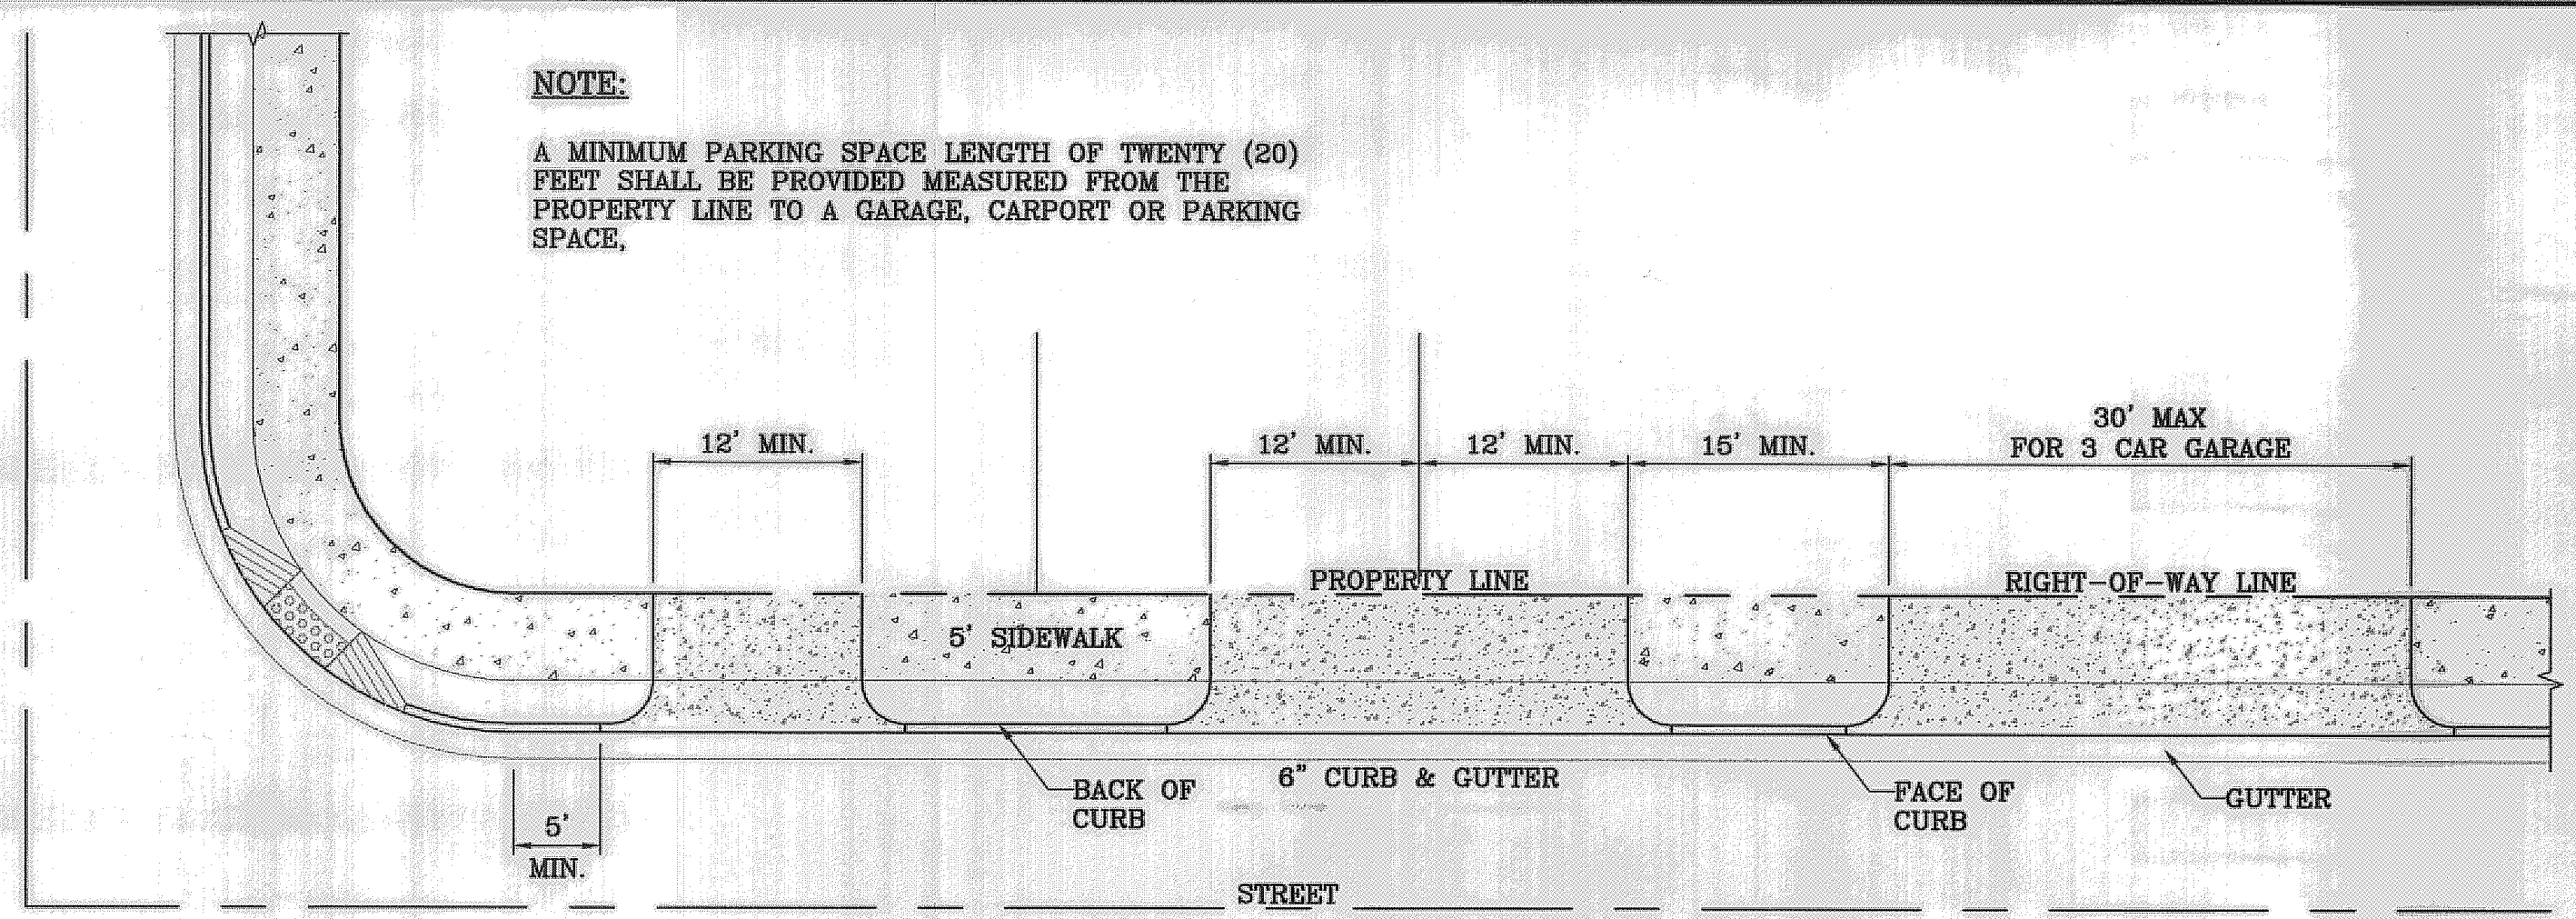 NOTE:
A MINIMUM PARKING SPACE LENGTH OF TWENTY (20)
FEET SHALL BE PROVIDED MEASURED FROM THE
PROPERTY LINE TO A GARAGE, CARPORT OR PARKING
SPACE,
12' MIN.
12' MIN.
12' MIN.
15' MIN.
30' MAX
FOR 3 CAR GARAGE
PROPERTY LINE
RIGHT-OF-WAY LINE
5' SIDEWALK
BACK OF
CURB
6" CURB & GUTTER
FACE OF
CURB
GUTTER
5'
MIN.
STREET